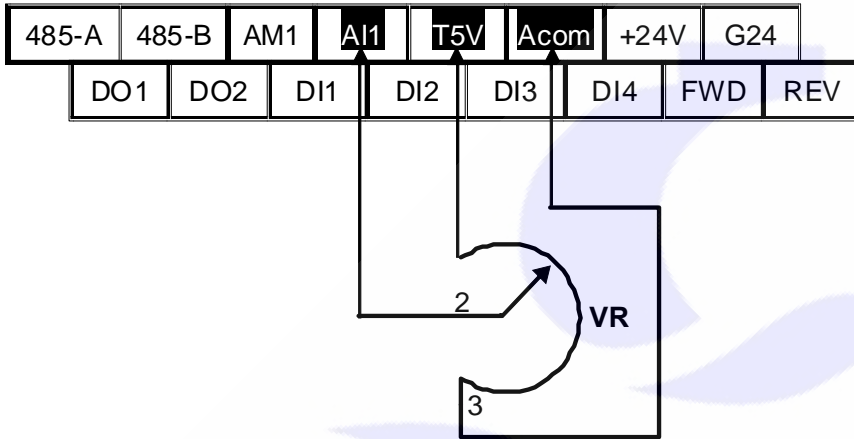 485-A 485-B AM1 AI1 T5V Acom +24V G24
DO1 DO2 DI1 DI2 DI3 DI4 FWD REV
2 VR
3